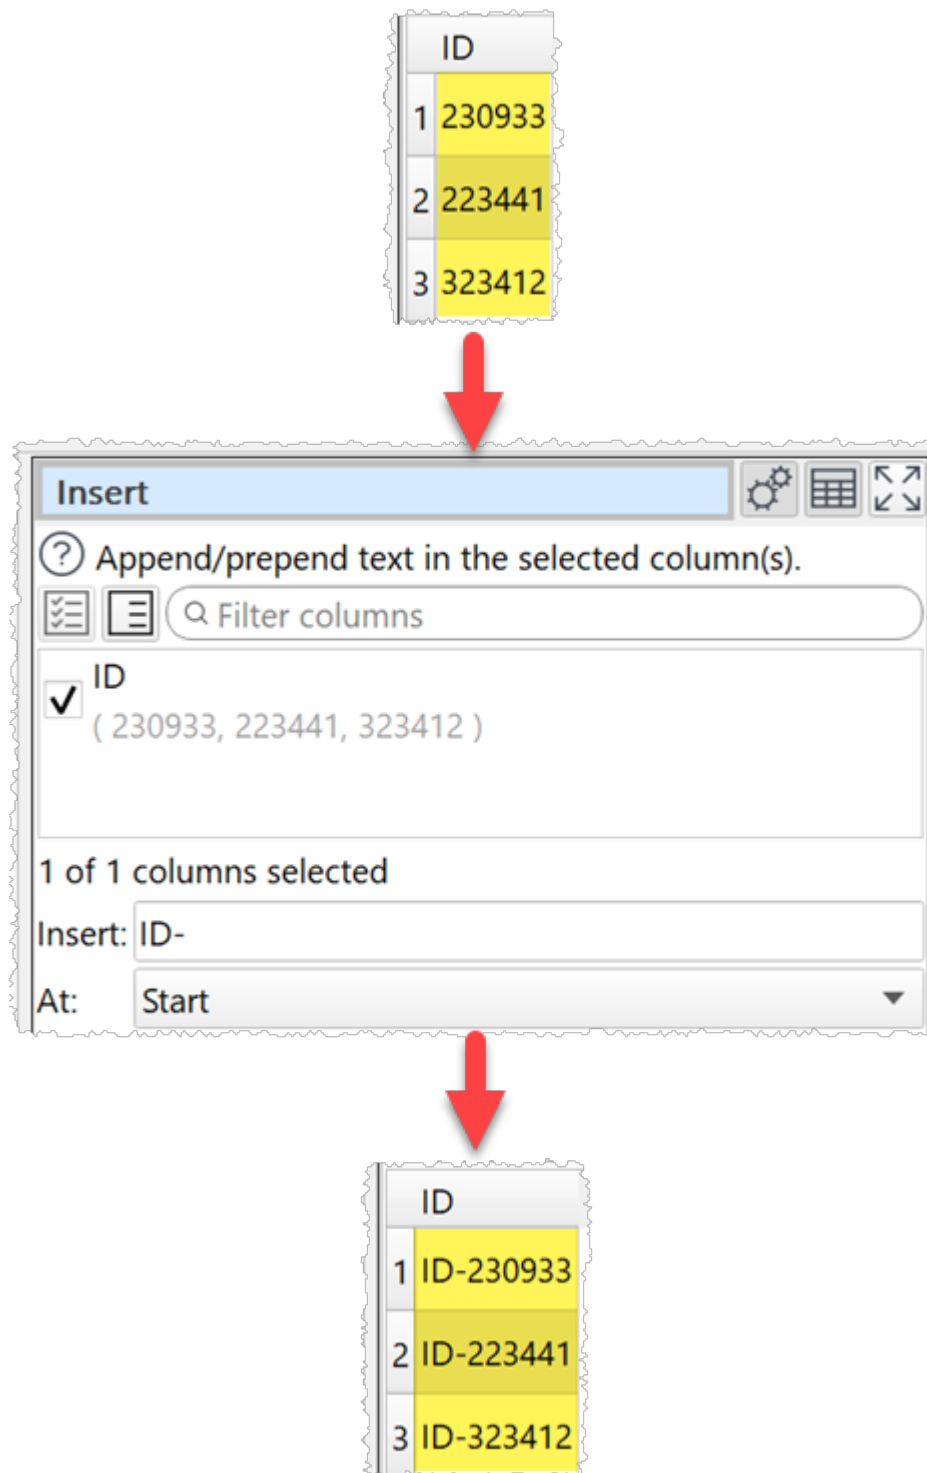 ID
1 230933
2 223441
3 323412
Insert
? Append/prepend text in the selected column(s).
Filter columns
ID
( 230933, 223441, 323412 )
1 of 1 columns selected
Insert: ID-
At: Start
ID
1 ID-230933
2 ID-223441
3 ID-323412